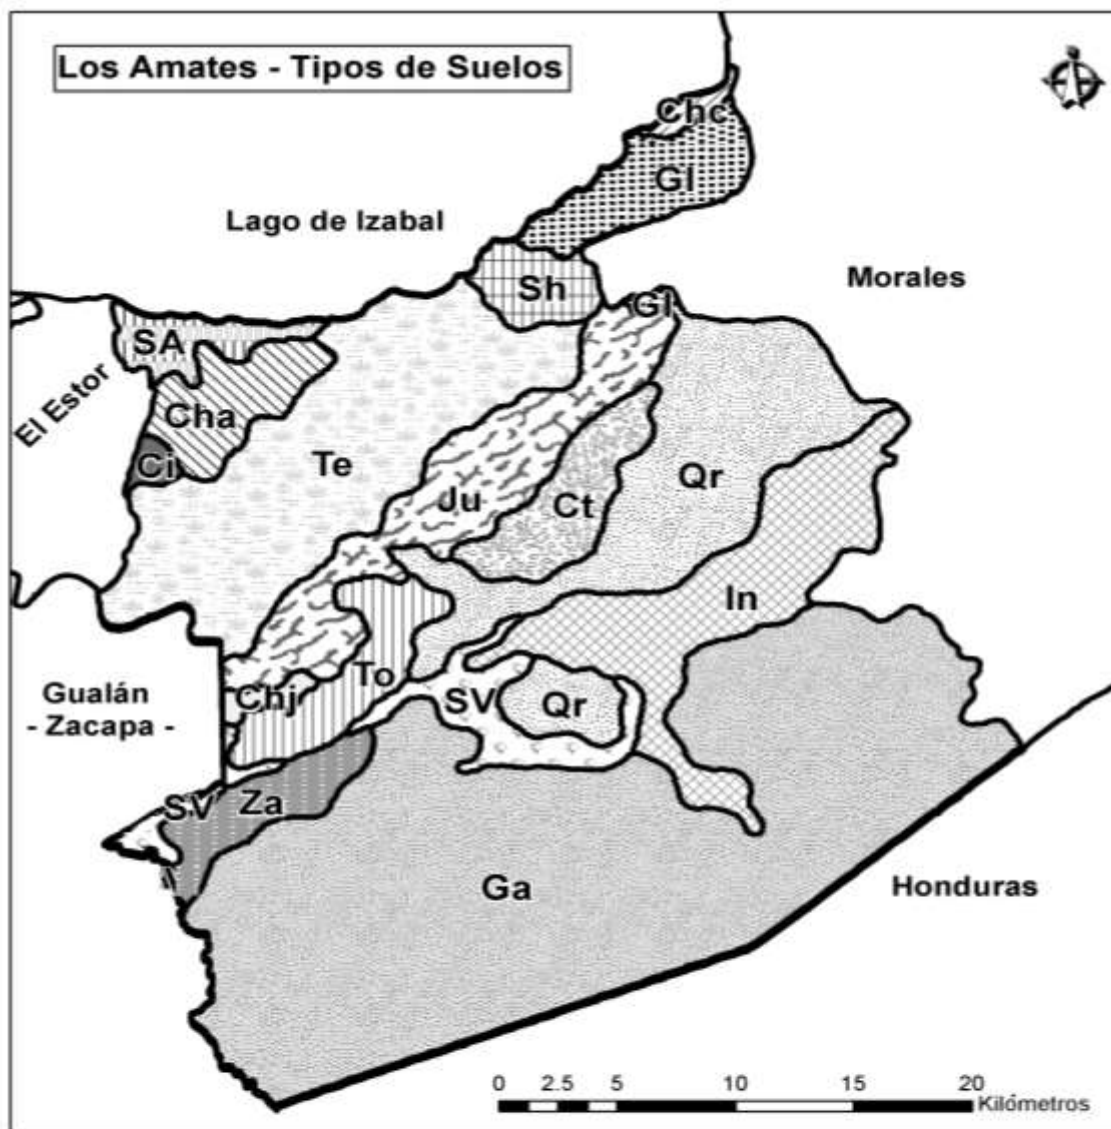 Los Amates - Tipos de Suelos
Chc
Gl
Lago de Izabal
Morales
Sh
Gl
SA
El Estor
Cha
Ci
Te
Qr
Ju
Ct
In
To
Gualán
- Zacapa -
Chj
SV
Qr
SV
Za
Ga
Honduras
0 2.5 5 10 15 20
Kilómetros